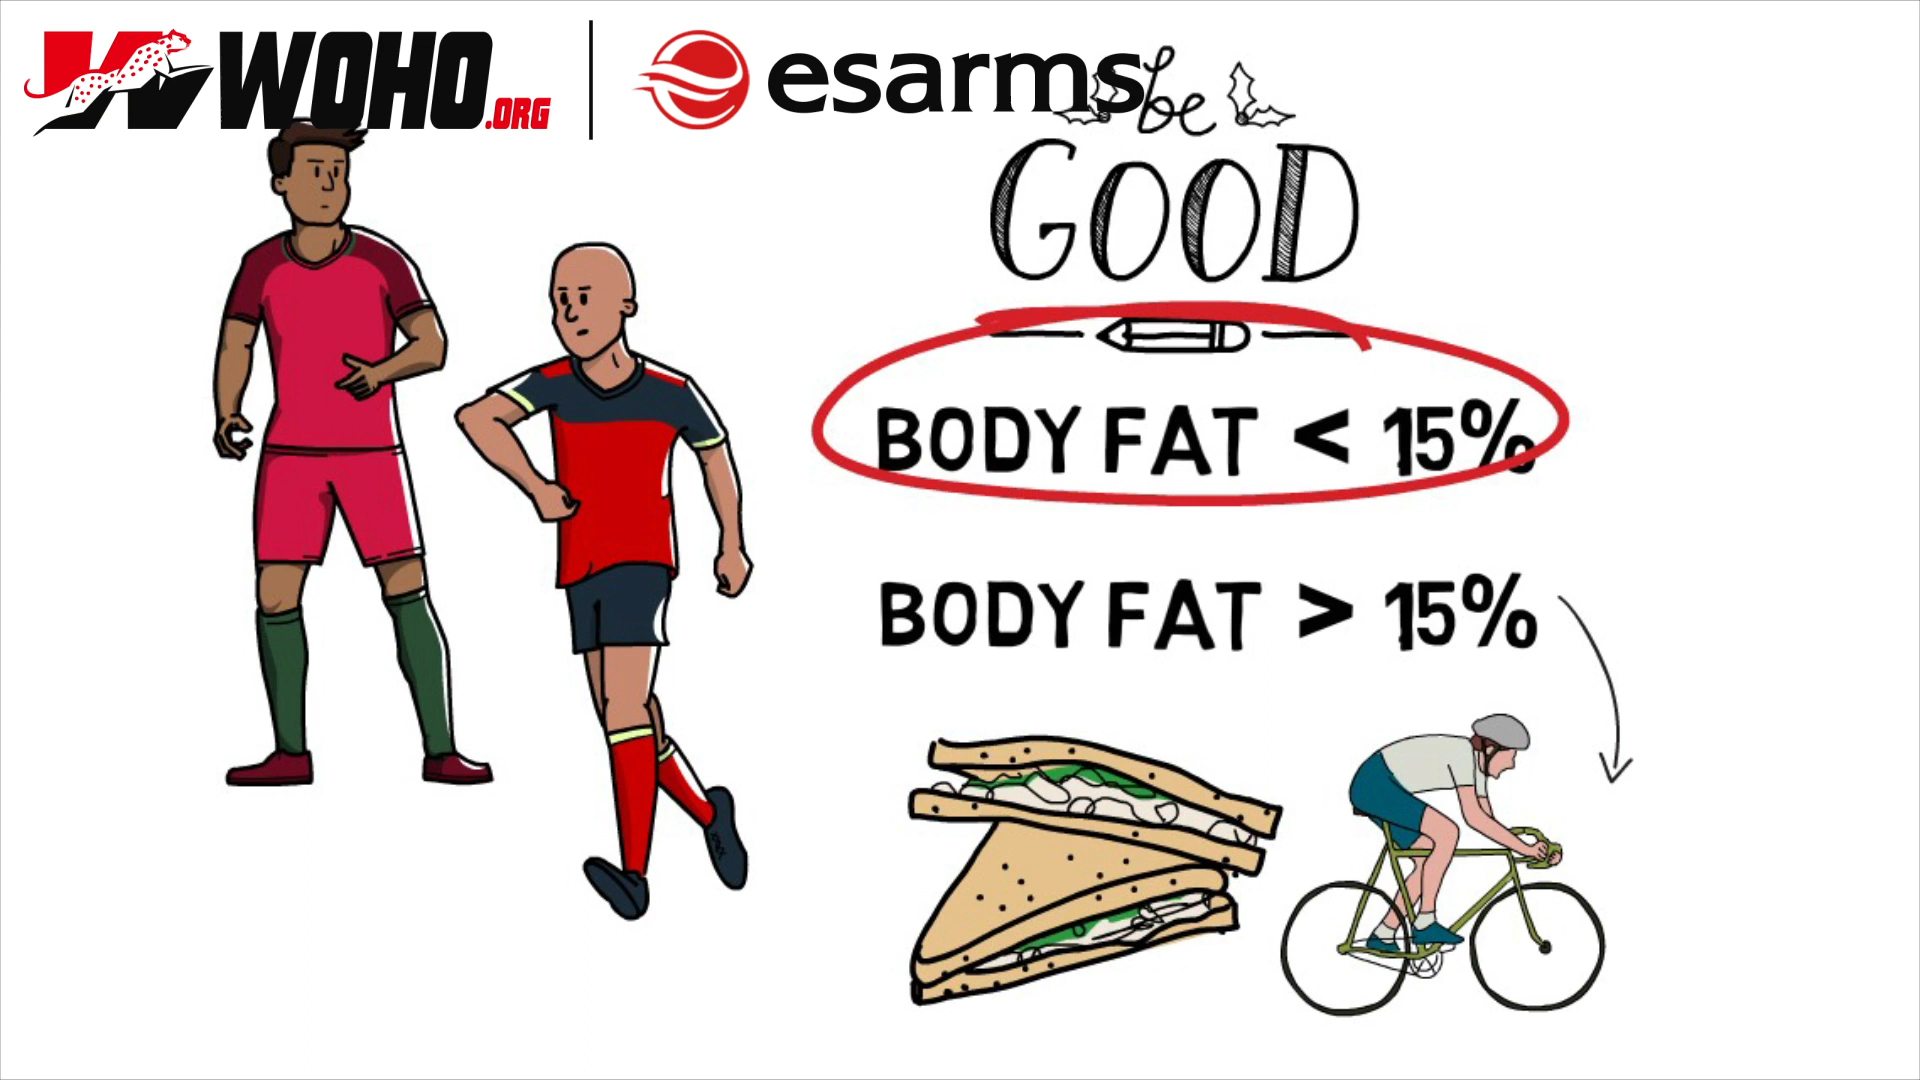 WOHO.ORG
esarms
be
GOOD
BODY FAT < 15%
BODY FAT > 15%